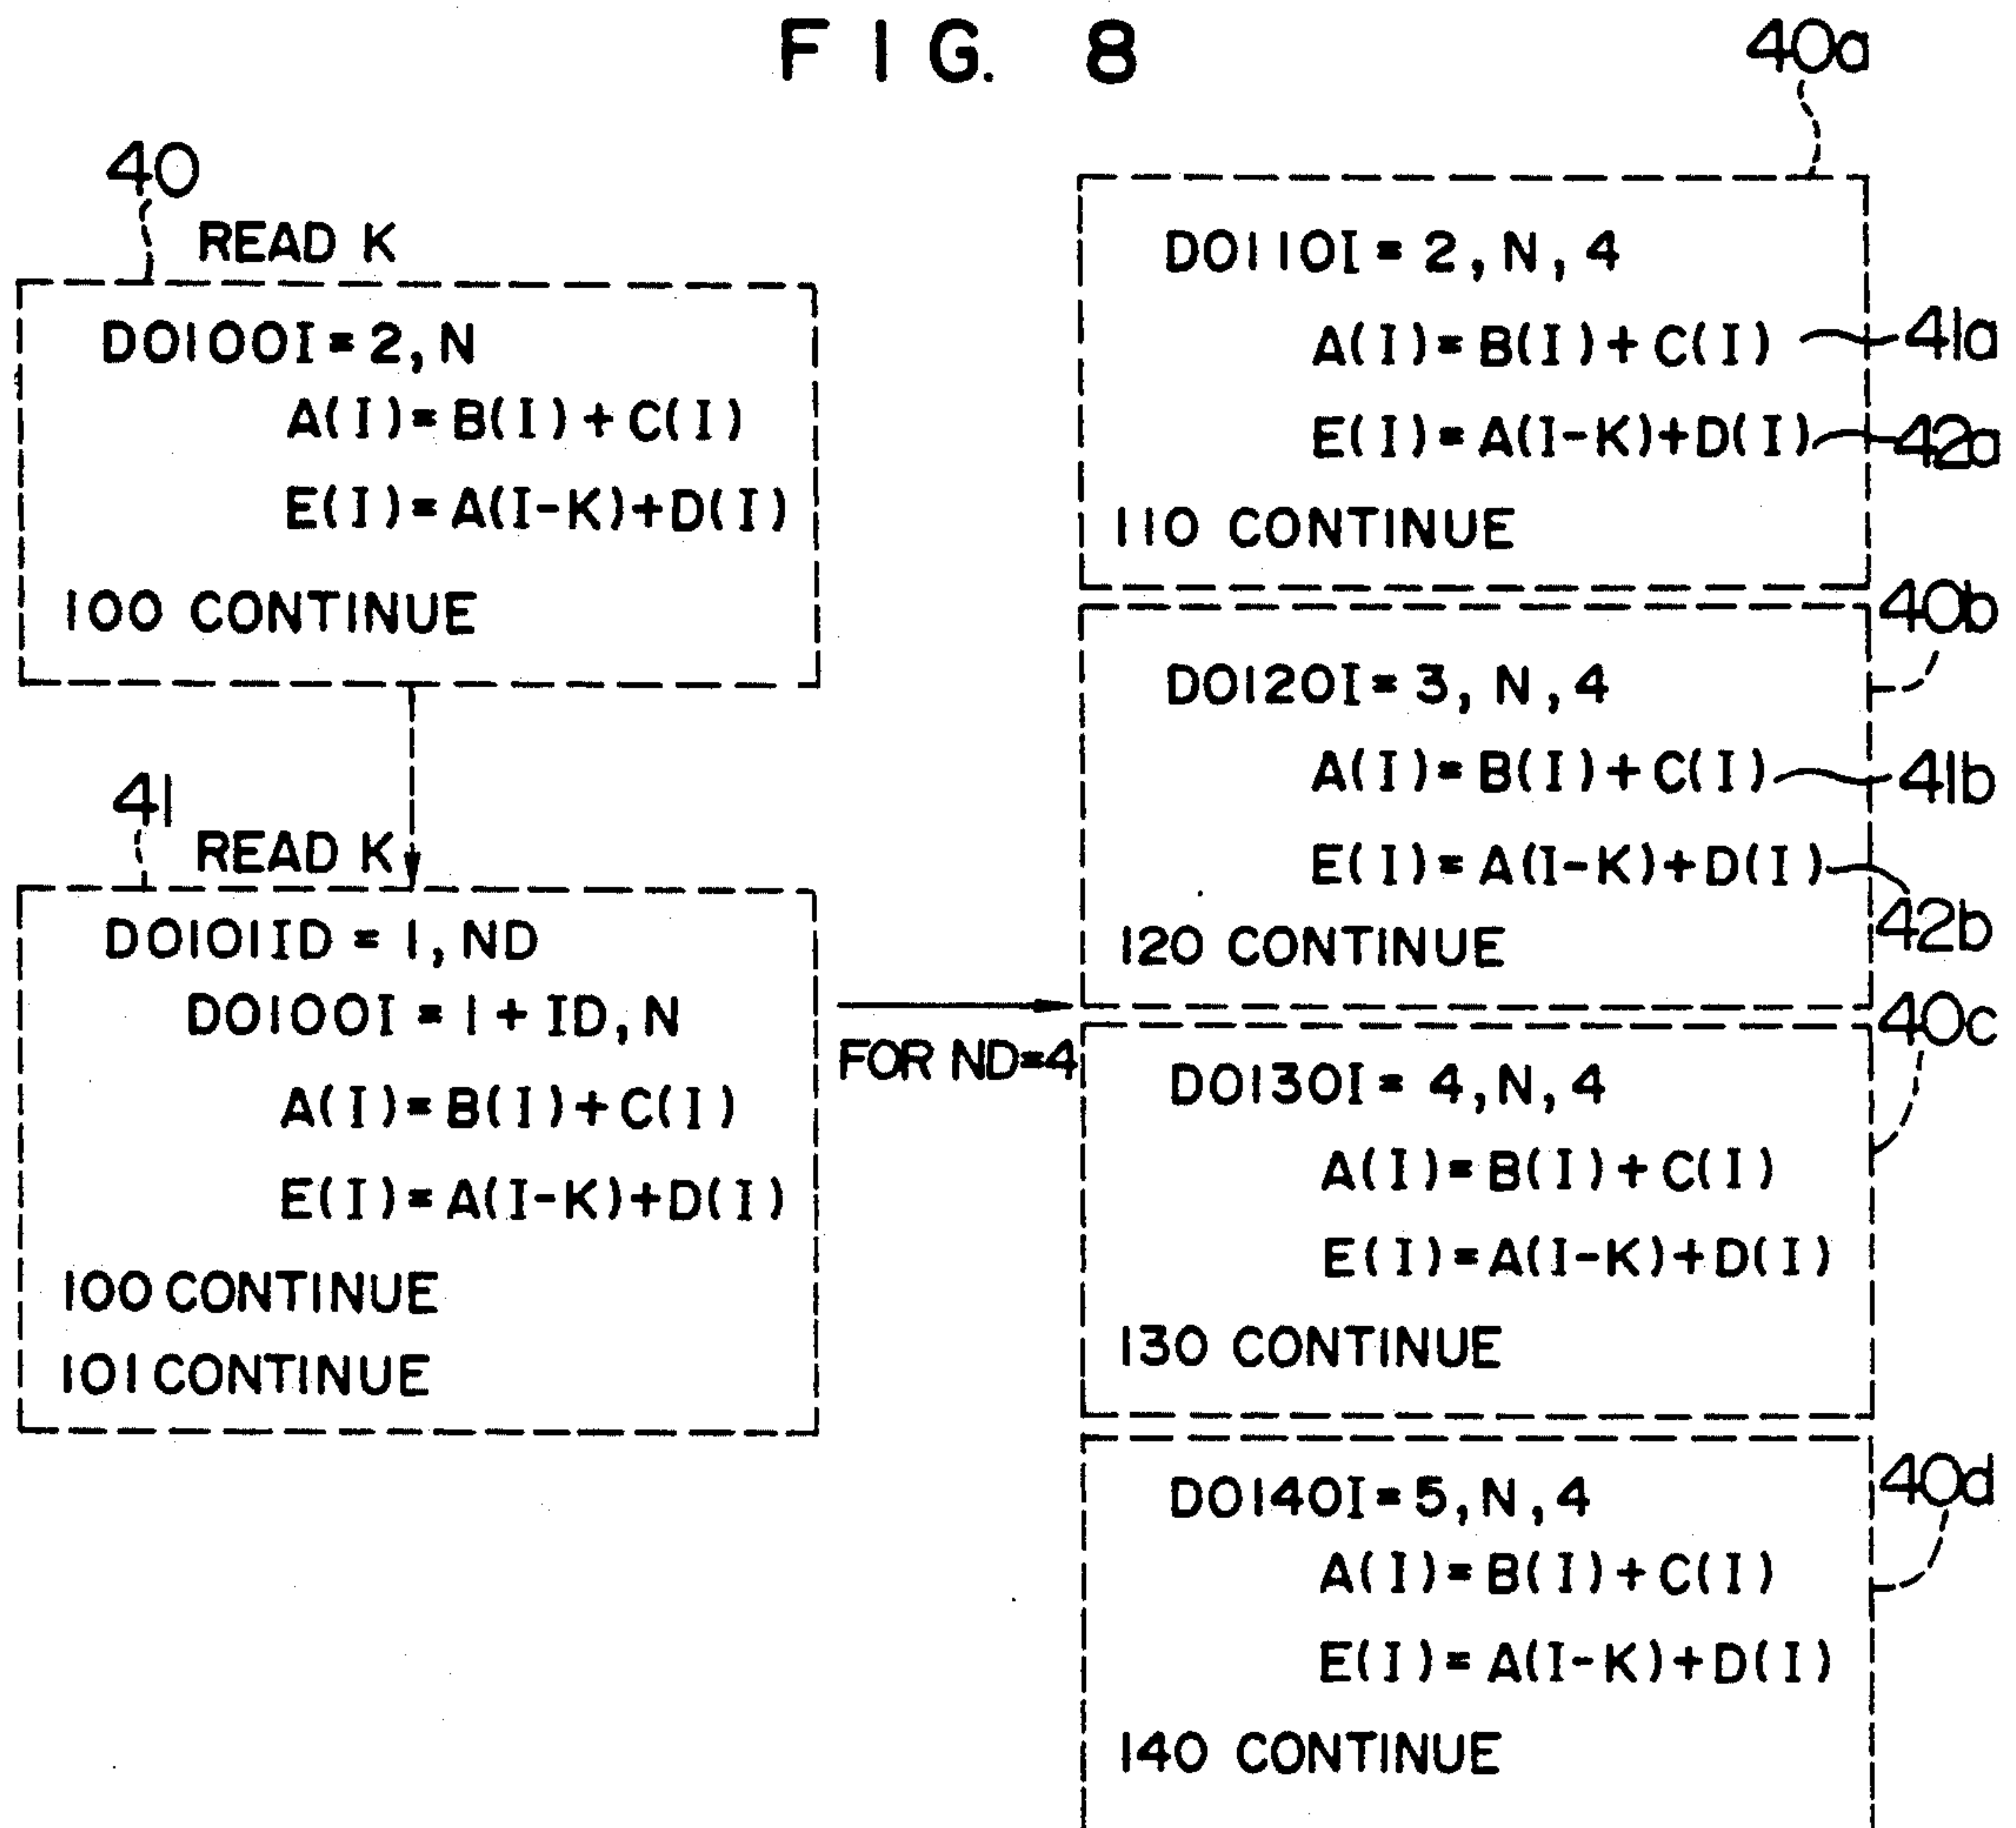 FIG. 8
40
READ K
DO100I=2,N
A(I)=B(I)+C(I)
E(I)=A(I-K)+D(I)
100 CONTINUE
41
READ K
DO101ID=1,ND
DO100I=1+ID,N
A(I)=B(I)+C(I)
E(I)=A(I-K)+D(I)
100 CONTINUE
101 CONTINUE
FOR ND=4
40a
DO110I=2,N,4
A(I)=B(I)+C(I) 41a
E(I)=A(I-K)+D(I) 42a
110 CONTINUE
40b
DO120I=3,N,4
A(I)=B(I)+C(I) 41b
E(I)=A(I-K)+D(I)
42b
120 CONTINUE
40c
DO130I=4,N,4
A(I)=B(I)+C(I)
E(I)=A(I-K)+D(I)
130 CONTINUE
40d
DO140I=5,N,4
A(I)=B(I)+C(I)
E(I)=A(I-K)+D(I)
140 CONTINUE